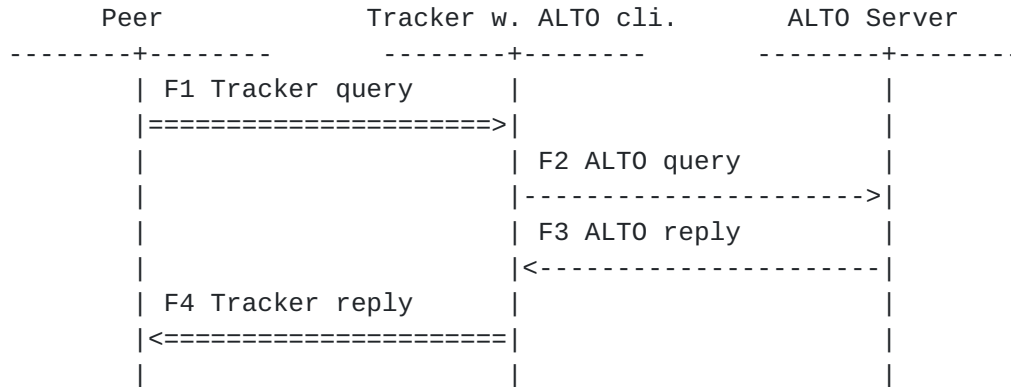 Peer Tracker w. ALTO cli. ALTO Server
--------+-------- --------+-------- --------+--------
| F1 Tracker query | |
|======================>| |
| | F2 ALTO query |
| |---------------------->|
| | F3 ALTO reply |
| |<----------------------|
| F4 Tracker reply | |
|<======================| |
| | |